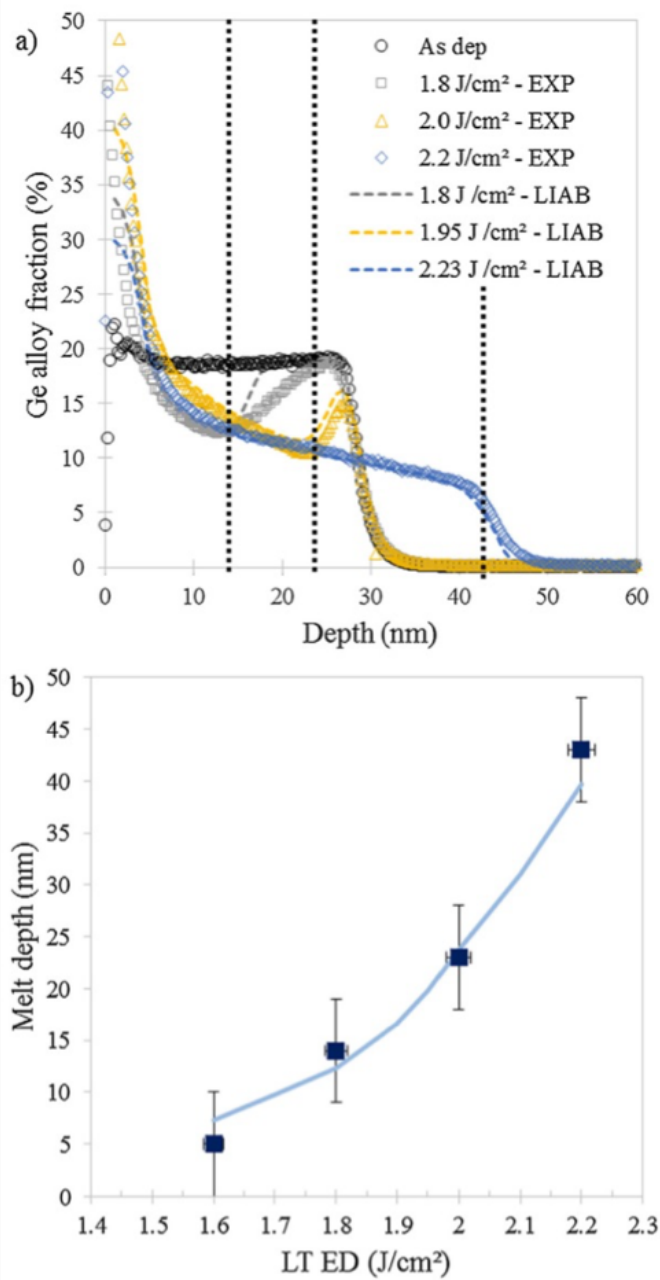 a)
50
45
40
35
30
25
20
15
10
5
0
Ge alloy fraction (%)
As dep
1.8 J/cm² - EXP
2.0 J/cm² - EXP
2.2 J/cm² - EXP
1.8 J /cm² - LIAB
1.95 J /cm² - LIAB
2.23 J /cm² - LIAB
0 10 20 30 40 50 60
Depth (nm)
b)
50
45
40
35
30
25
20
15
10
5
0
Melt depth (nm)
1.4 1.5 1.6 1.7 1.8 1.9 2 2.1 2.2 2.3
LT ED (J/cm²)